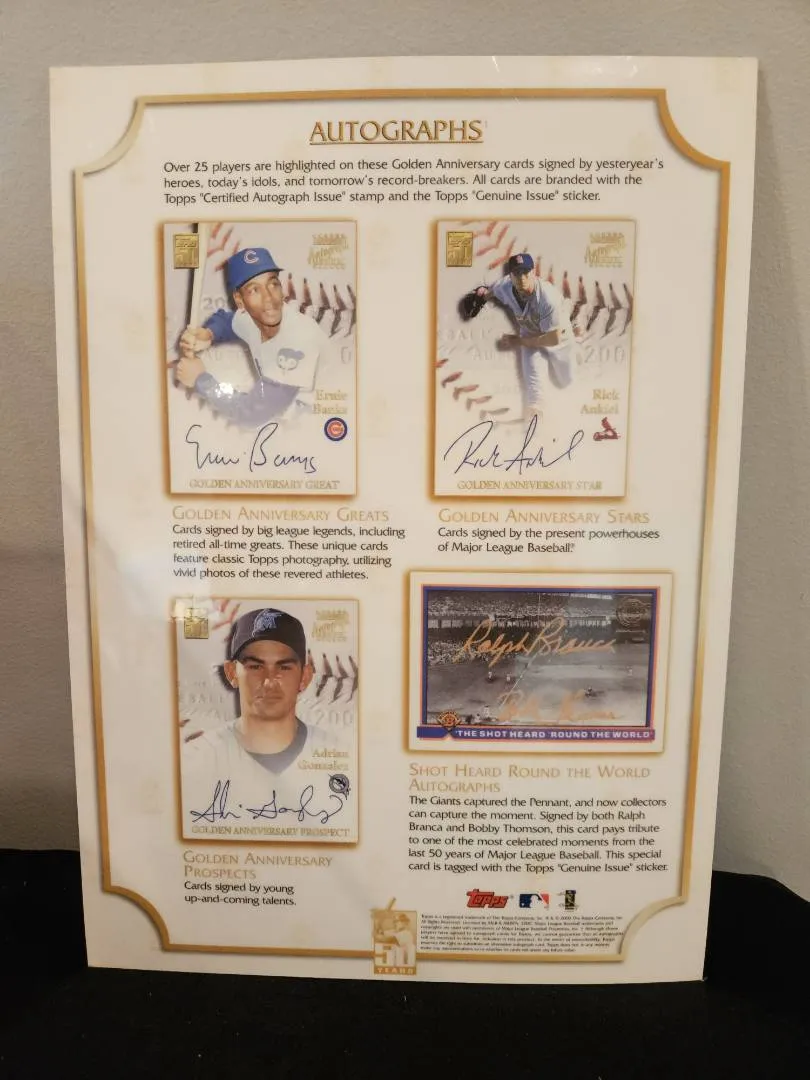 AUTOGRAPHS
Over 25 players are highlighted on these Golden Anniversary cards signed by yesteryear's
heroes, today's idols, and tomorrow's record-breakers. All cards are branded with the
Topps "Certified Autograph Issue" stamp and the Topps "Genuine Issue" sticker.
Ernie
Banks
Ernie Banks
GOLDEN ANNIVERSARY GREAT
Rick
Ankiel
Rick Ankiel
GOLDEN ANNIVERSARY STAR
GOLDEN ANNIVERSARY GREATS
Cards signed by big league legends, including
retired all-time greats. These unique cards
feature classic Topps photography, utilizing
vivid photos of these revered athletes.
GOLDEN ANNIVERSARY STARS
Cards signed by the present powerhouses
of Major League Baseball.®
Adrian
Gonzalez
GOLDEN ANNIVERSARY PROSPECT
GOLDEN ANNIVERSARY
PROSPECTS
Cards signed by young
up-and-coming talents.
Ralph Branca
"THE SHOT HEARD 'ROUND THE WORLD"
SHOT HEARD ROUND THE WORLD
AUTOGRAPHS
The Giants captured the Pennant, and now collectors
can capture the moment. Signed by both Ralph
Branca and Bobby Thomson, this card pays tribute
to one of the most celebrated moments from the
last 50 years of Major League Baseball. This special
card is tagged with the Topps "Genuine Issue" sticker.
Topps
50
YEARS